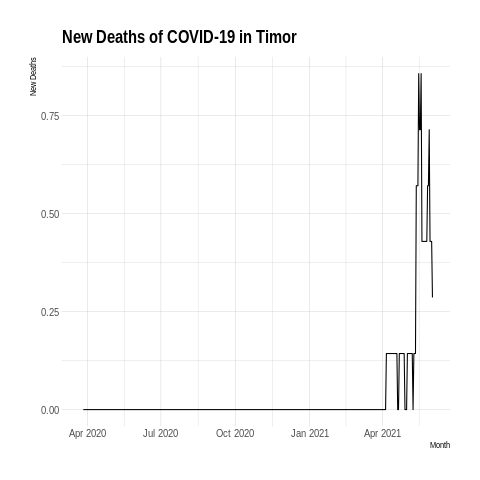 New Deaths of COVID-19 in Timor
New Deaths
0.75
0.50
0.25
0.00
Apr 2020 Jul 2020 Oct 2020 Jan 2021 Apr 2021
Month